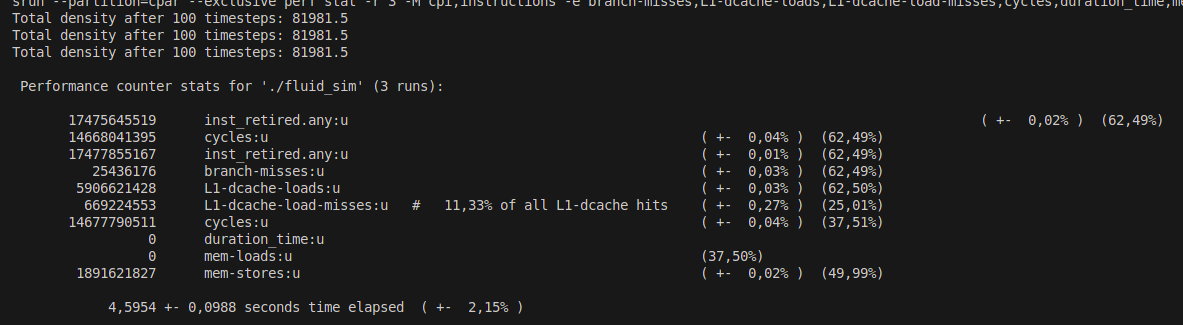 srun --partition=cpar --exclusive perf stat -r 3 -M cpi,instructions -e branch-misses,L1-dcache-loads,L1-dcache-load-misses,cycles,duration_time,me
Total density after 100 timesteps: 81981.5
Total density after 100 timesteps: 81981.5
Total density after 100 timesteps: 81981.5
Performance counter stats for './fluid_sim' (3 runs):
17475645519 inst_retired.any:u ( +- 0,02% ) (62,49%)
14668041395 cycles:u ( +- 0,04% ) (62,49%)
17477855167 inst_retired.any:u ( +- 0,01% ) (62,49%)
25436176 branch-misses:u ( +- 0,03% ) (62,49%)
5906621428 L1-dcache-loads:u ( +- 0,03% ) (62,50%)
669224553 L1-dcache-load-misses:u # 11,33% of all L1-dcache hits ( +- 0,27% ) (25,01%)
14677790511 cycles:u ( +- 0,04% ) (37,51%)
0 duration_time:u
0 mem-loads:u (37,50%)
1891621827 mem-stores:u ( +- 0,02% ) (49,99%)
4,5954 +- 0,0988 seconds time elapsed ( +- 2,15% )